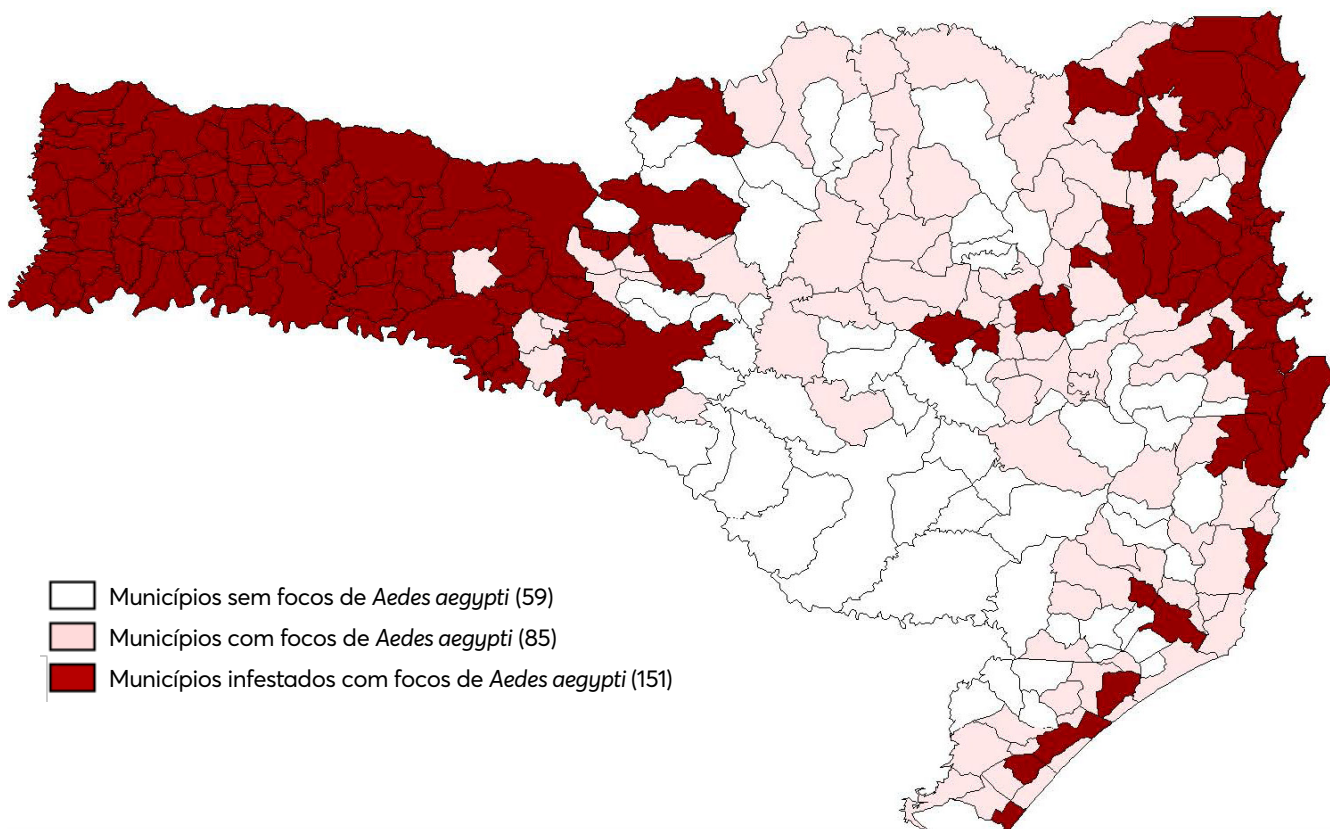 Municípios sem focos de Aedes aegypti (59)
Municípios com focos de Aedes aegypti (85)
Municípios infestados com focos de Aedes aegypti (151)